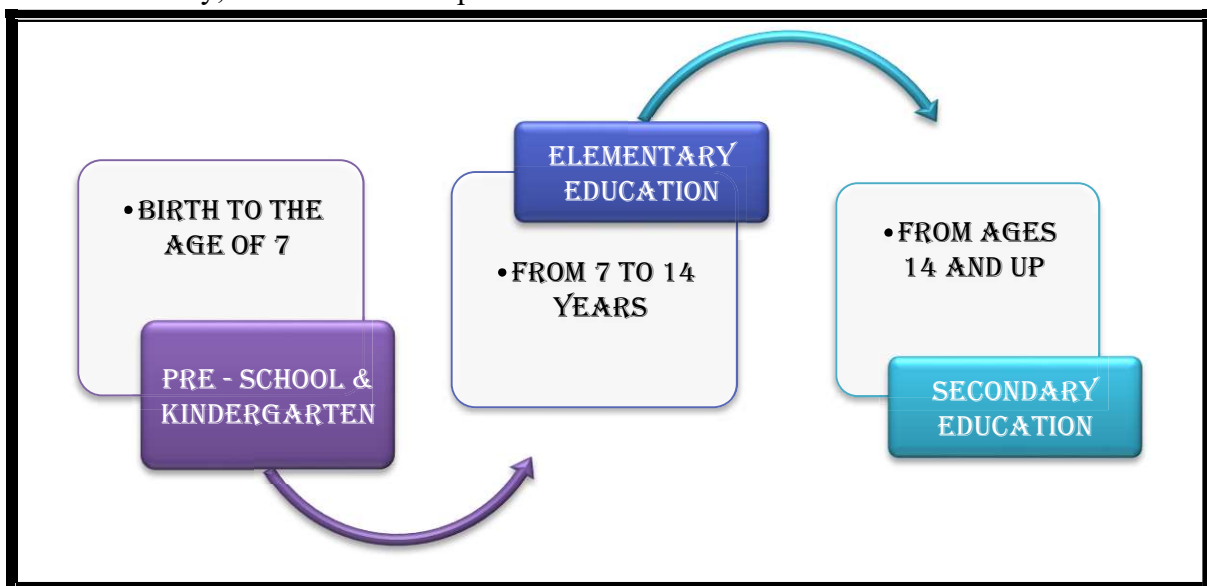 • BIRTH TO THE
AGE OF 7
PRE - SCHOOL &
KINDERGARTEN
ELEMENTARY
EDUCATION
• FROM 7 TO 14
YEARS
• FROM AGES
14 AND UP
SECONDARY
EDUCATION